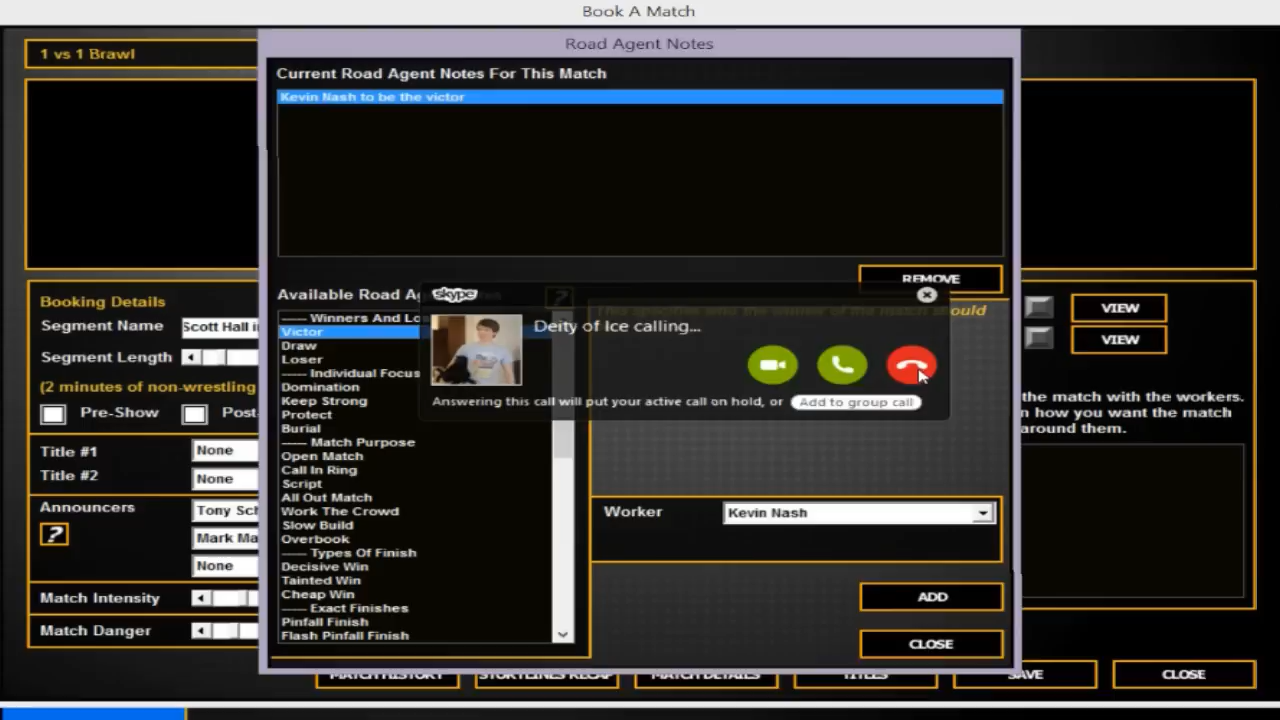 Book A Match
1 vs 1 Brawl
Road Agent Notes
Current Road Agent Notes For This Match
Kevin Nash to be the victor
REMOVE
Booking Details
Segment Name
Scott Hall
Segment Length
(2 minutes of non-wrestling
Pre-Show
Title #1
None
Title #2
None
Announcers
?
Tony
Mark
None
Match Intensity
Match Danger
Available Road
?
----- Winners And
Victor
Draw
Loser
----- Individual Focus
Domination
Keep Strong
Protect
Burial
----- Match Purpose
Open Match
Call In Ring
Script
All Out Match
Work The Crowd
Slow Build
Overbook
----- Types Of Finish
Decisive Win
Tainted Win
Cheap Win
----- Exact Finishes
Pinfall Finish
Flash Pinfall Finish
should
skype
Deity of Ice calling...
Answering this call will put your active call on hold, or
Add to group call
Worker
Kevin Nash
ADD
CLOSE
VIEW
VIEW
the match with the workers.
how you want the match
around them.
MATCH HISTORY
STORYLINES RECAP
MATCH DETAILS
TITLES
SAVE
CLOSE